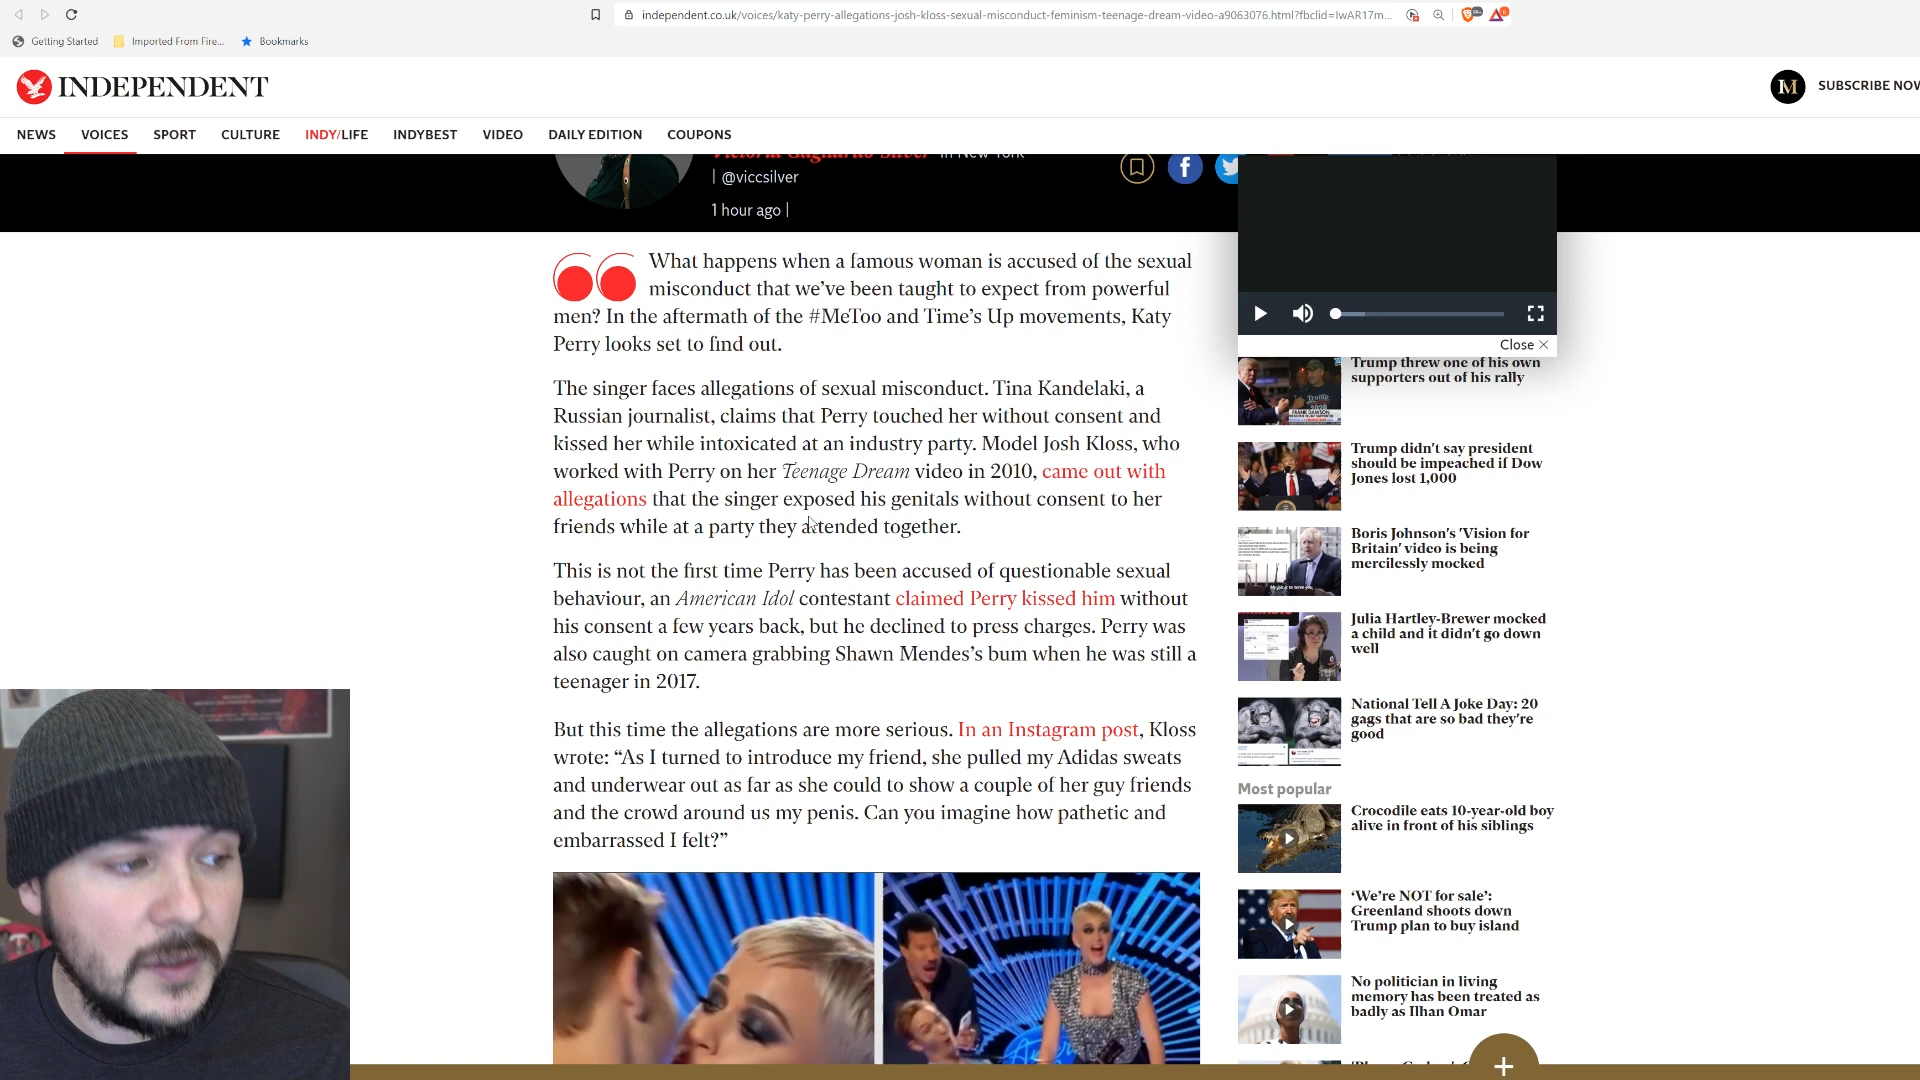 independent.co.uk/voices/katy-perry-allegations-josh-kloss-sexual-misconduct-feminism-teenage-dream-video-a9063076.html?fbclid=IwAR17m...
Getting Started
Imported From Fire...
Bookmarks
INDEPENDENT
SUBSCRIBE NOW
NEWS
VOICES
SPORT
CULTURE
INDY/LIFE
INDYBEST
VIDEO
DAILY EDITION
COUPONS
Victoria Gagliardo-Silver in New York
| @viccsilver
1 hour ago |
What happens when a famous woman is accused of the sexual
misconduct that we’ve been taught to expect from powerful
men? In the aftermath of the #MeToo and Time’s Up movements, Katy
Perry looks set to find out.
The singer faces allegations of sexual misconduct. Tina Kandelaki, a
Russian journalist, claims that Perry touched her without consent and
kissed her while intoxicated at an industry party. Model Josh Kloss, who
worked with Perry on her Teenage Dream video in 2010, came out with
allegations that the singer exposed his genitals without consent to her
friends while at a party they attended together.
This is not the first time Perry has been accused of questionable sexual
behaviour, an American Idol contestant claimed Perry kissed him without
his consent a few years back, but he declined to press charges. Perry was
also caught on camera grabbing Shawn Mendes’s bum when he was still a
teenager in 2017.
But this time the allegations are more serious. In an Instagram post, Kloss
wrote: “As I turned to introduce my friend, she pulled my Adidas sweats
and underwear out as far as she could to show a couple of her guy friends
and the crowd around us my penis. Can you imagine how pathetic and
embarrassed I felt?”
Close
Trump threw one of his own
supporters out of his rally
FRANK DAWSON
Trump didn't say president
should be impeached if Dow
Jones lost 1,000
Boris Johnson's 'Vision for
Britain' video is being
mercilessly mocked
Julia Hartley-Brewer mocked
a child and it didn't go down
well
National Tell A Joke Day: 20
gags that are so bad they're
good
Most popular
Crocodile eats 10-year-old boy
alive in front of his siblings
‘We’re NOT for sale’:
Greenland shoots down
Trump plan to buy island
No politician in living
memory has been treated as
badly as Ilhan Omar
+